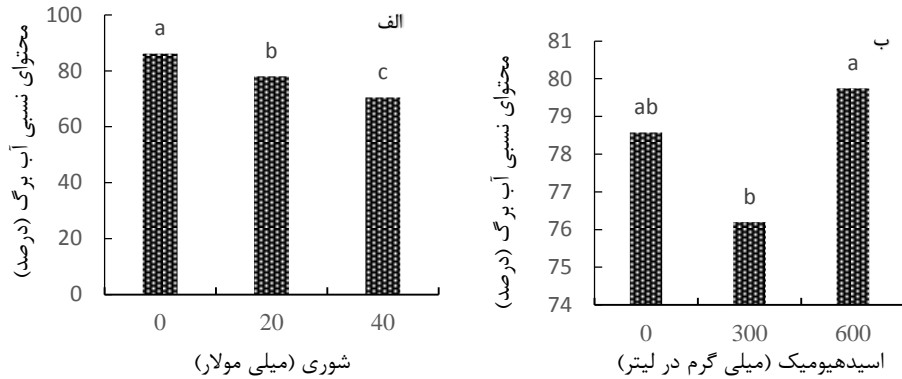 الف
محتوای نسبی آب برگ (درصد)
100
80
60
40
20
0
a
b
c
0 20 40
شوری (میلی مولار)
ب
محتوای نسبی آب برگ (درصد)
81
80
79
78
77
76
75
74
ab
b
a
0 300 600
اسیدهیومیک (میلی گرم در لیتر)